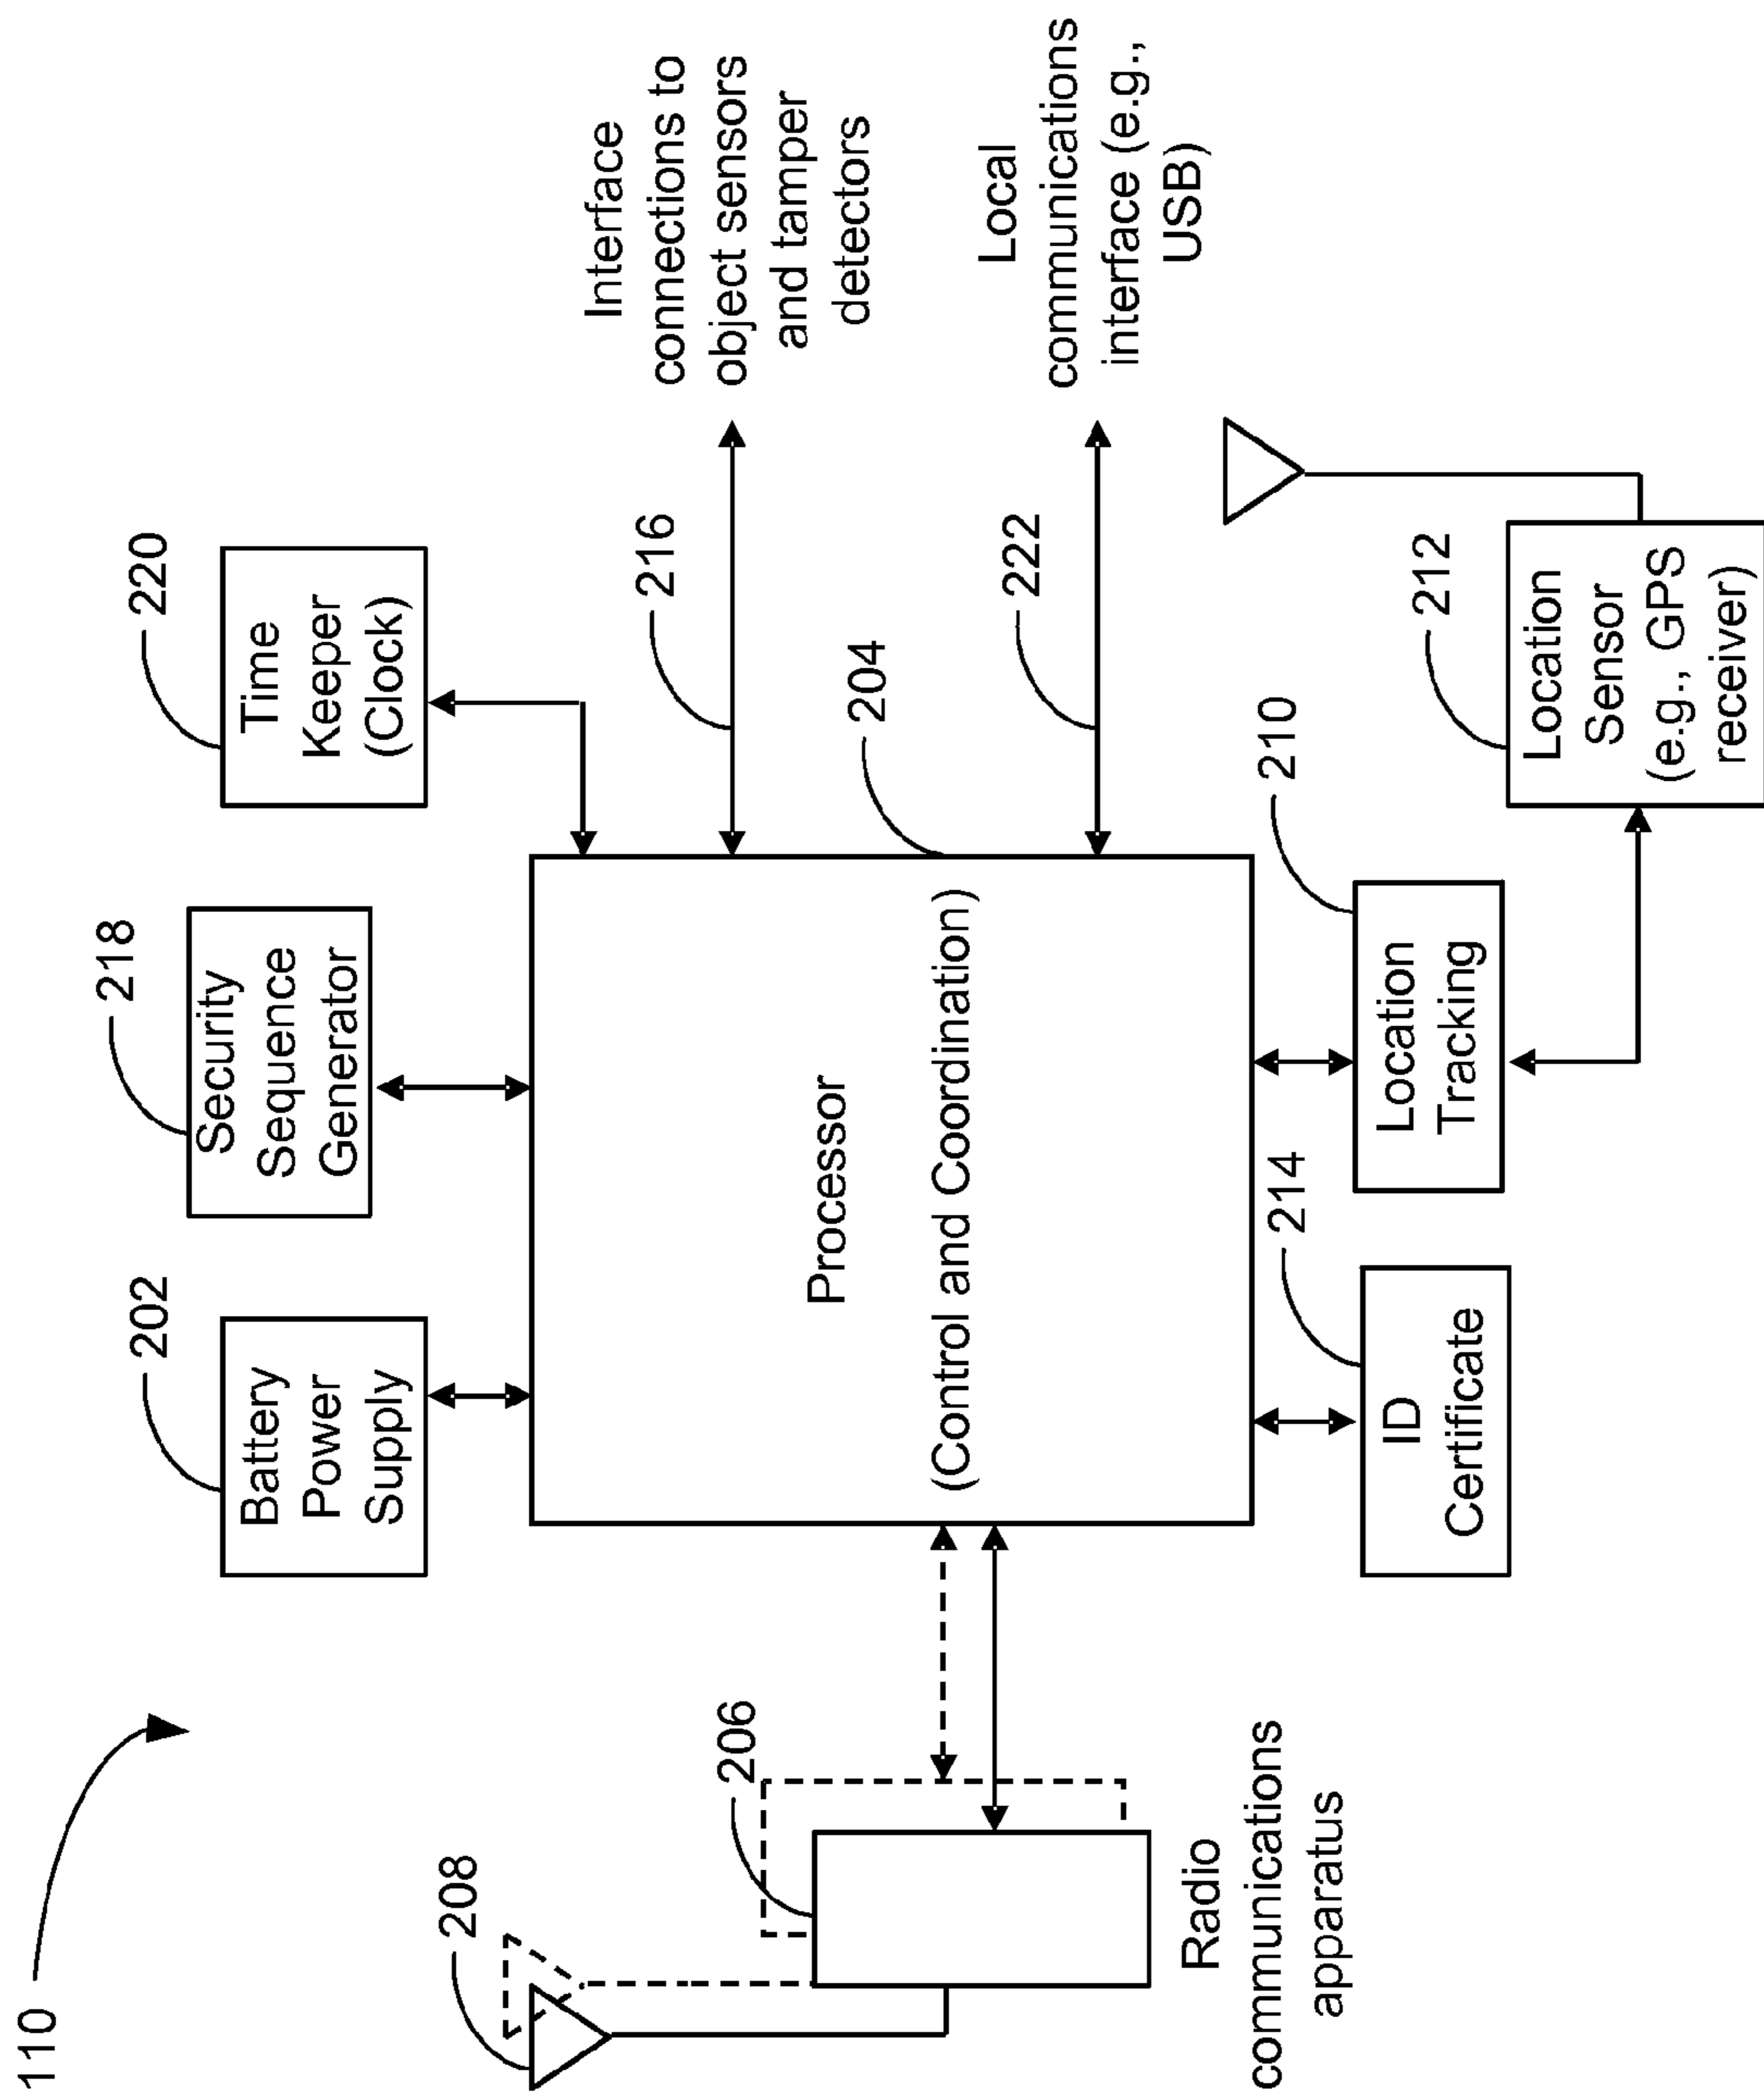 110
202
Battery
Power
Supply
218
Security
Sequence
Generator
220
Time
Keeper
(Clock)
208
206
Radio
communications
apparatus
Processor
(Control and Coordination)
204
216
Interface
connections to
object sensors
and tamper
detectors
222
Local
communications
interface (e.g.,
USB)
214
ID
Certificate
210
Location
Tracking
212
Location
Sensor
(e.g., GPS
receiver)